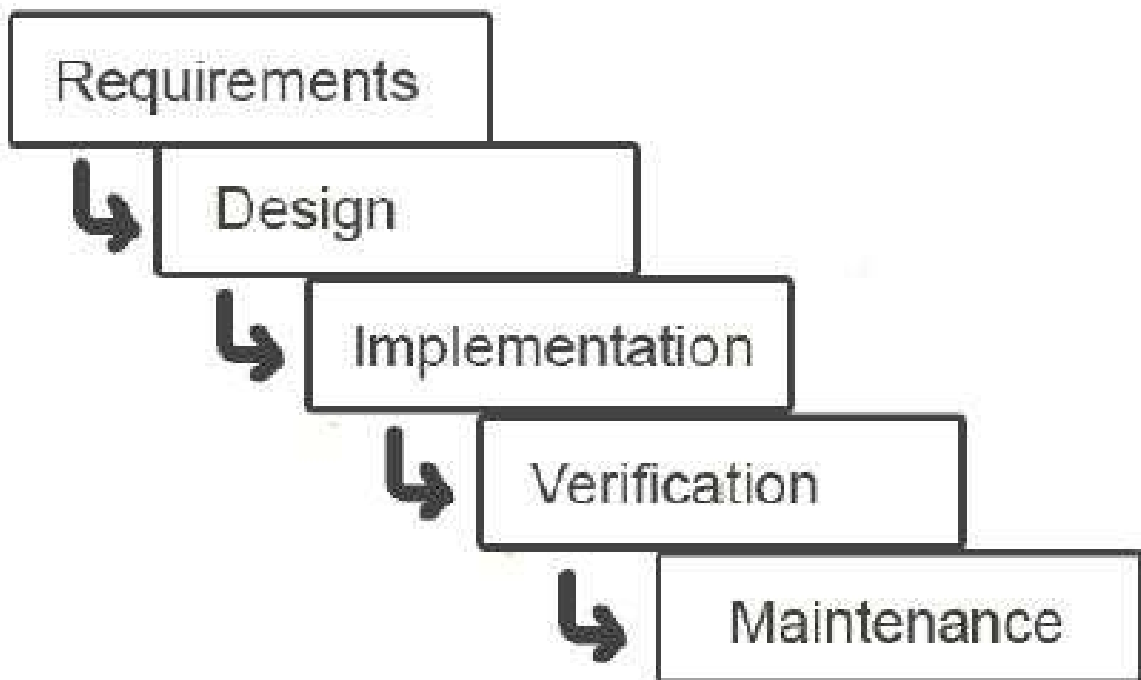 Requirements
Design
Implementation
Verification
Maintenance